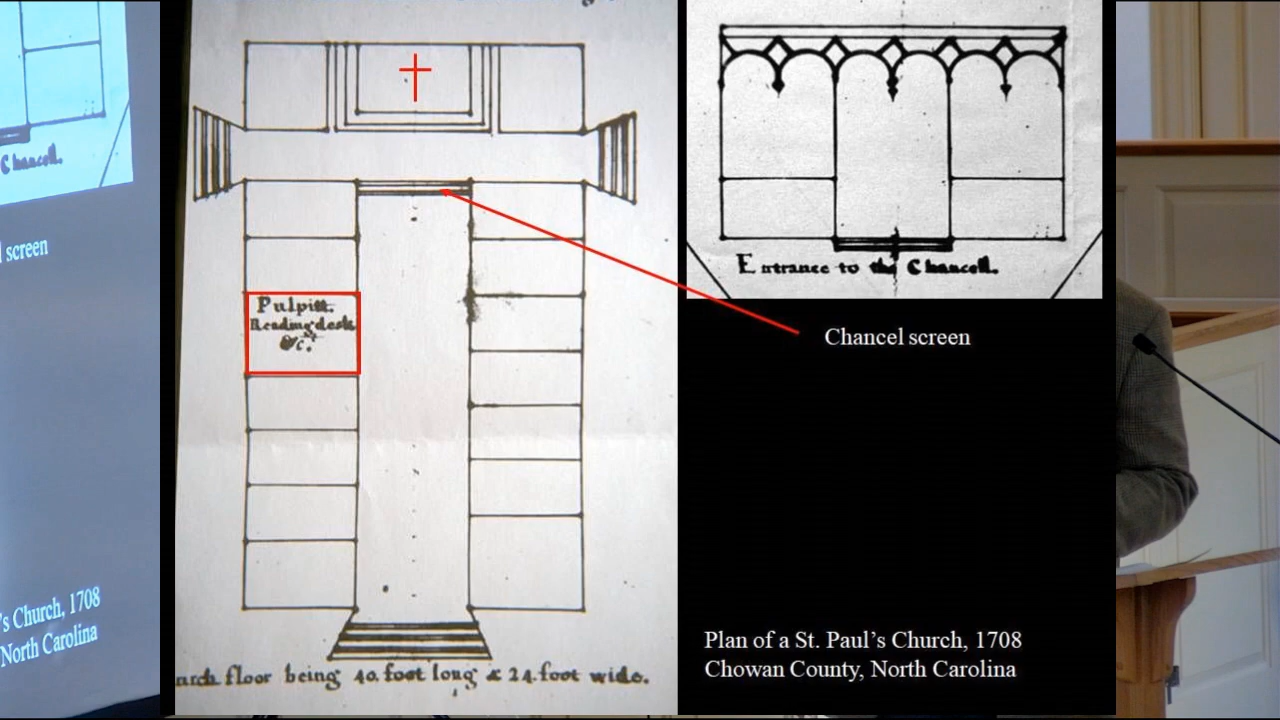 Chancell.
screen
's Church, 1708
North Carolina
Pulpitt.
Reading desk
&c.
arch floor being 40 foot long & 24 foot wide.
Entrance to the Chancell.
Chancel screen
Plan of a St. Paul's Church, 1708
Chowan County, North Carolina